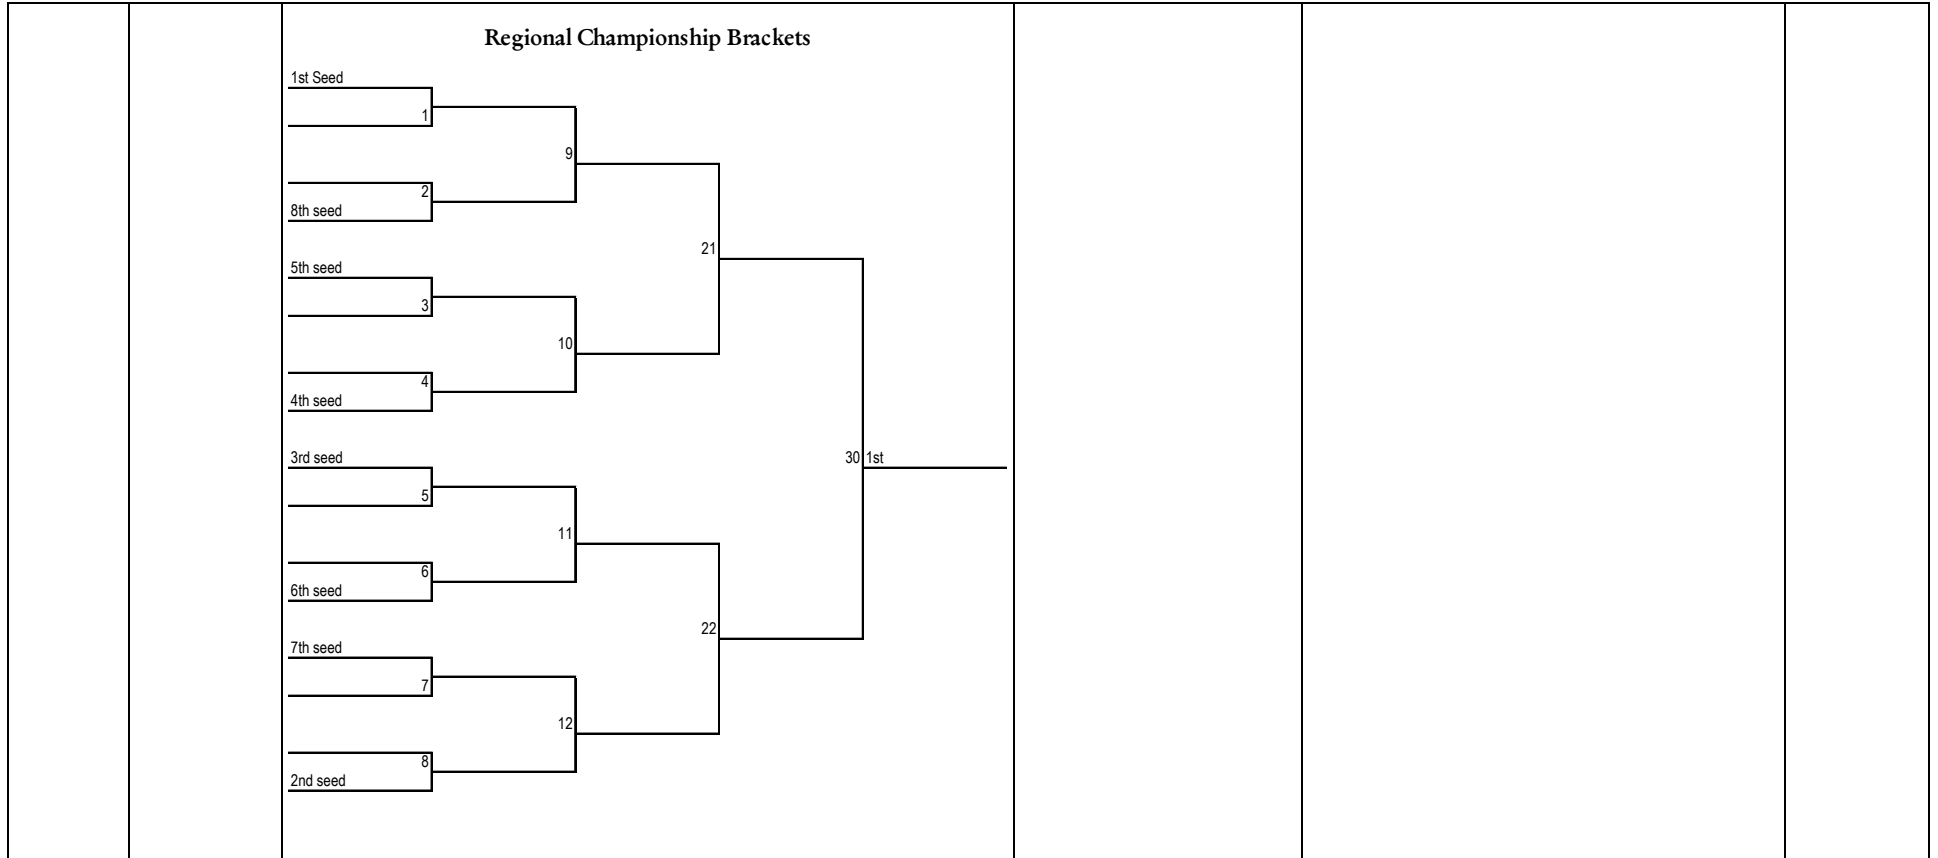 Regional Championship Brackets
1st Seed
1
9
2
8th seed
21
5th seed
3
10
4
4th seed
3rd seed
30 1st
5
11
6
6th seed
22
7th seed
7
12
8
2nd seed